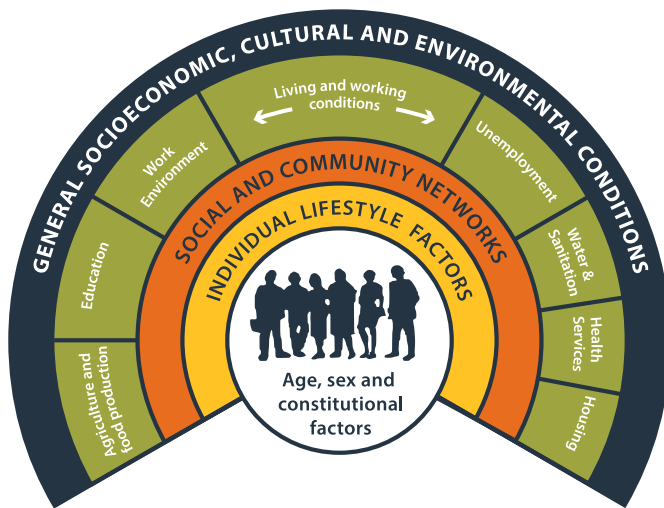 GENERAL SOCIOECONOMIC, CULTURAL AND ENVIRONMENTAL CONDITIONS
Agriculture and
food production
Education
Work
Environment
Living and working
conditions
Unemployment
Water &
Sanitation
Health
Services
Housing
SOCIAL AND COMMUNITY NETWORKS
INDIVIDUAL LIFESTYLE FACTORS
Age, sex and
constitutional
factors